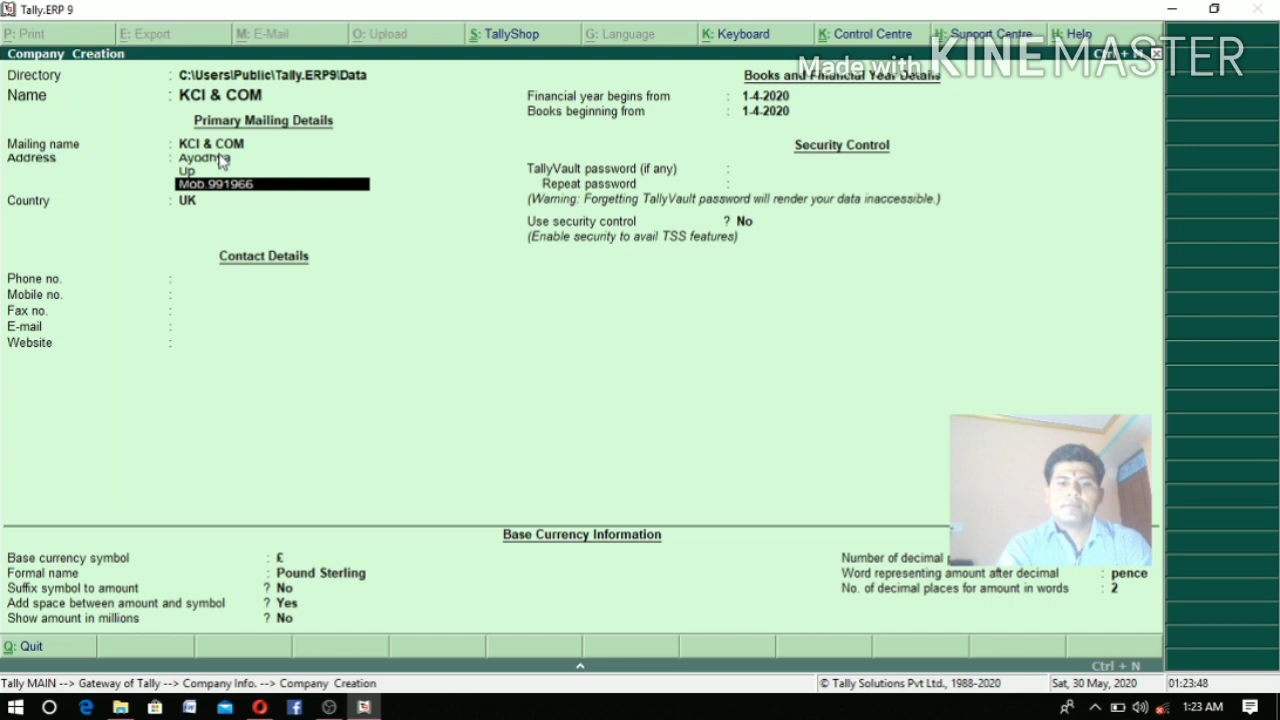 Tally.ERP 9
P: Print E: Export M: E-Mail O: Upload S: TallyShop G: Language K: Keyboard K: Control Centre H: Support Centre H: Help
Made with KINEMASTER
Company Creation Ctrl + M
Directory : C:\Users\Public\Tally.ERP9\Data
Name : KCI & COM
Primary Mailing Details
Mailing name : KCI & COM
Address : Ayodhya
Up
Mob.991966
Country : UK
Contact Details
Phone no. :
Mobile no. :
Fax no. :
E-mail :
Website :
Books and Financial Year Details
Financial year begins from : 1-4-2020
Books beginning from : 1-4-2020
Security Control
TallyVault password (if any) :
Repeat password :
(Warning: Forgetting TallyVault password will render your data inaccessible.)
Use security control ? No
(Enable security to avail TSS features)
Base Currency Information
Base currency symbol : £
Formal name : Pound Sterling
Suffix symbol to amount ? No
Add space between amount and symbol ? Yes
Show amount in millions ? No
Number of decimal
Word representing amount after decimal : pence
No. of decimal places for amount in words : 2
Q: Quit
Ctrl + N
Tally MAIN --> Gateway of Tally --> Company Info. --> Company Creation © Tally Solutions Pvt Ltd., 1988-2020 Sat, 30 May, 2020 01:23:48
1:23 AM